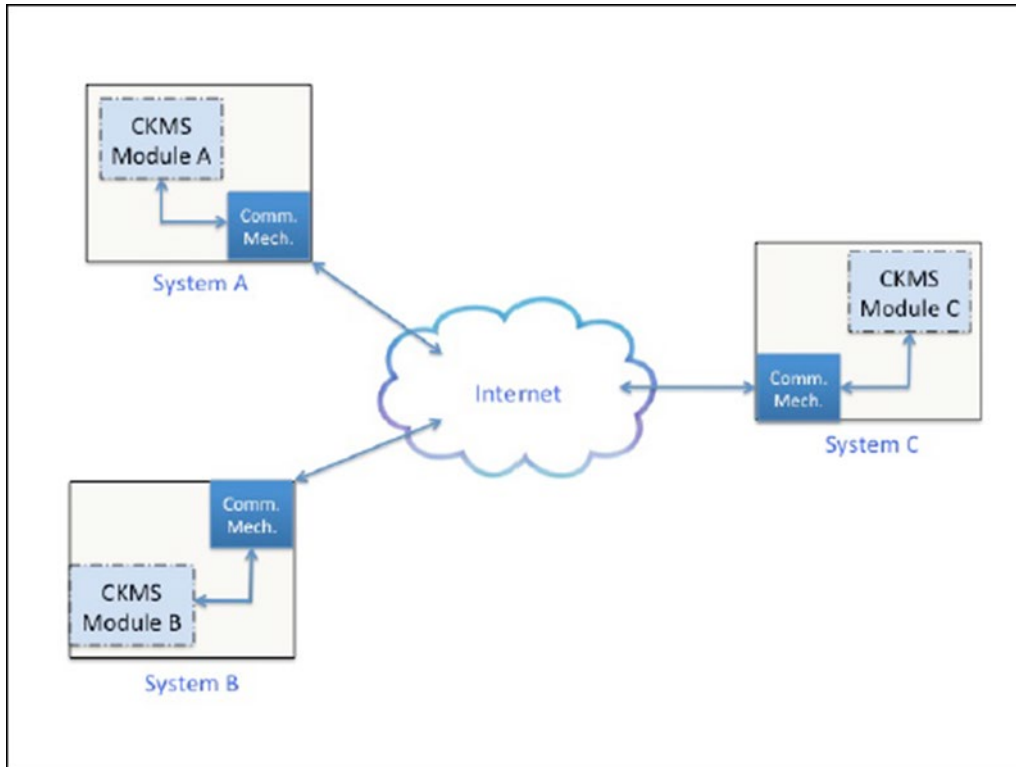 CKMS
Module A
Comm.
Mech.
System A
CKMS
Module C
Comm.
Mech.
System C
Internet
Comm.
Mech.
CKMS
Module B
System B